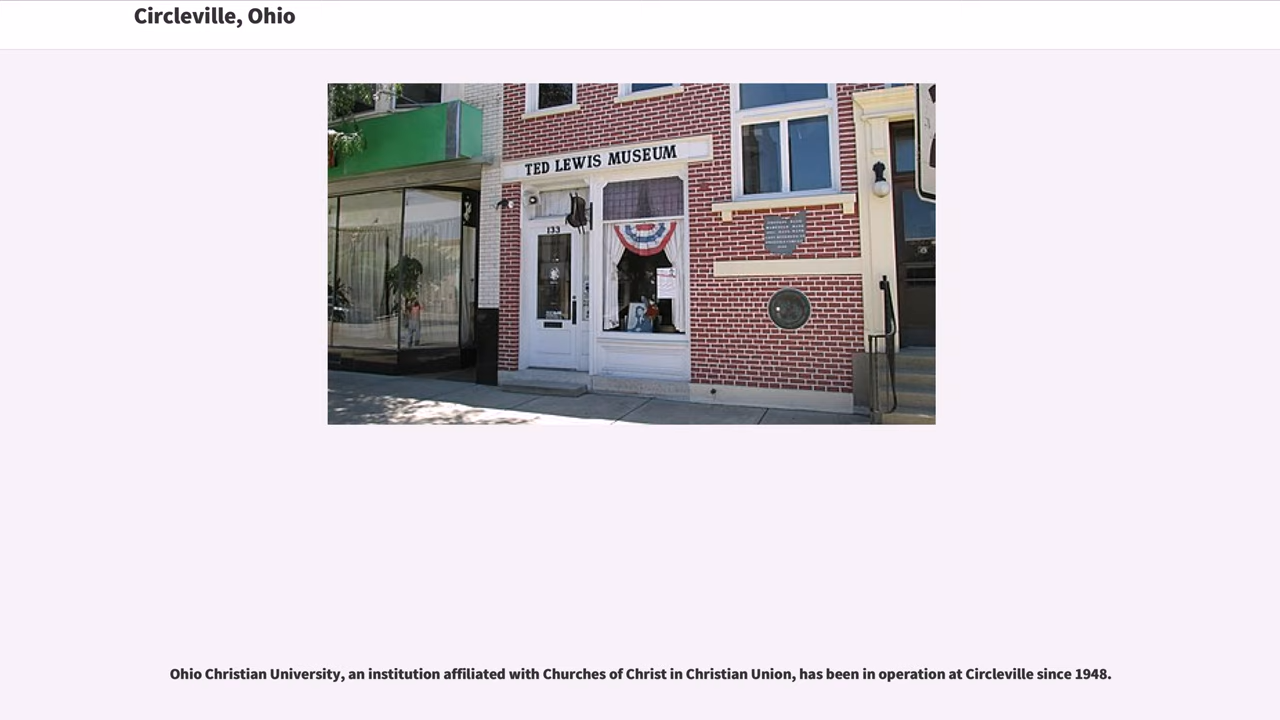 Circleville, Ohio
TED LEWIS MUSEUM
133
Ohio Christian University, an institution affiliated with Churches of Christ in Christian Union, has been in operation at Circleville since 1948.